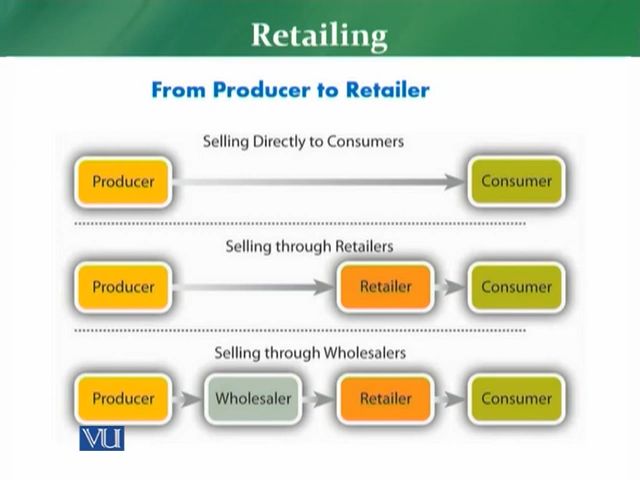 Retailing
From Producer to Retailer
Selling Directly to Consumers
Producer Consumer
Selling through Retailers
Producer Retailer Consumer
Selling through Wholesalers
Producer Wholesaler Retailer Consumer
VU